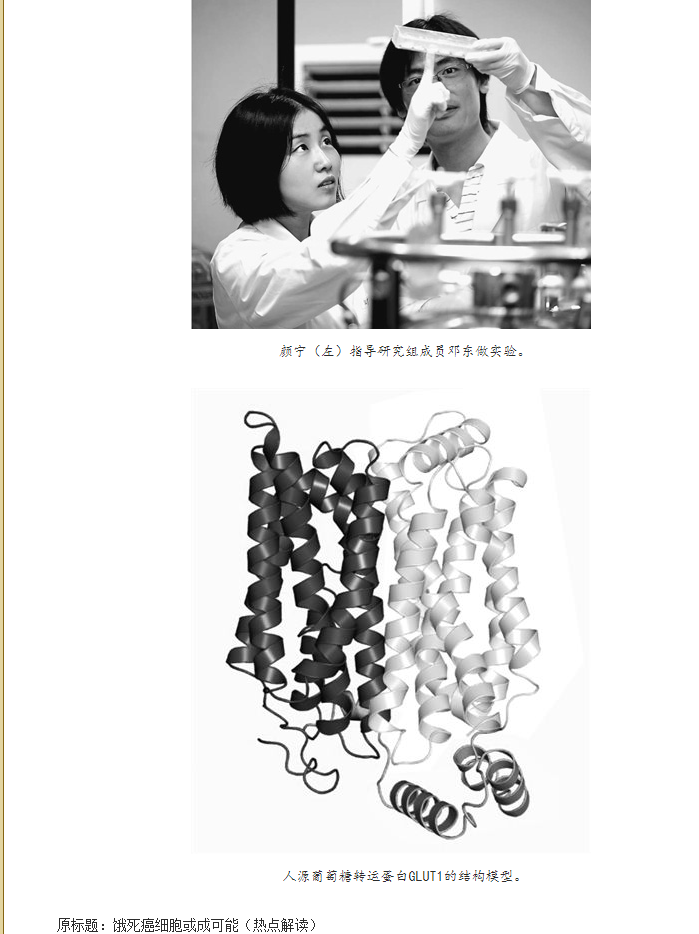 颜宁（左）指导研究组成员邓东做实验。
人源葡萄糖转运蛋白GLUT1的结构模型。
原标题：饿死癌细胞或成可能（热点解读）